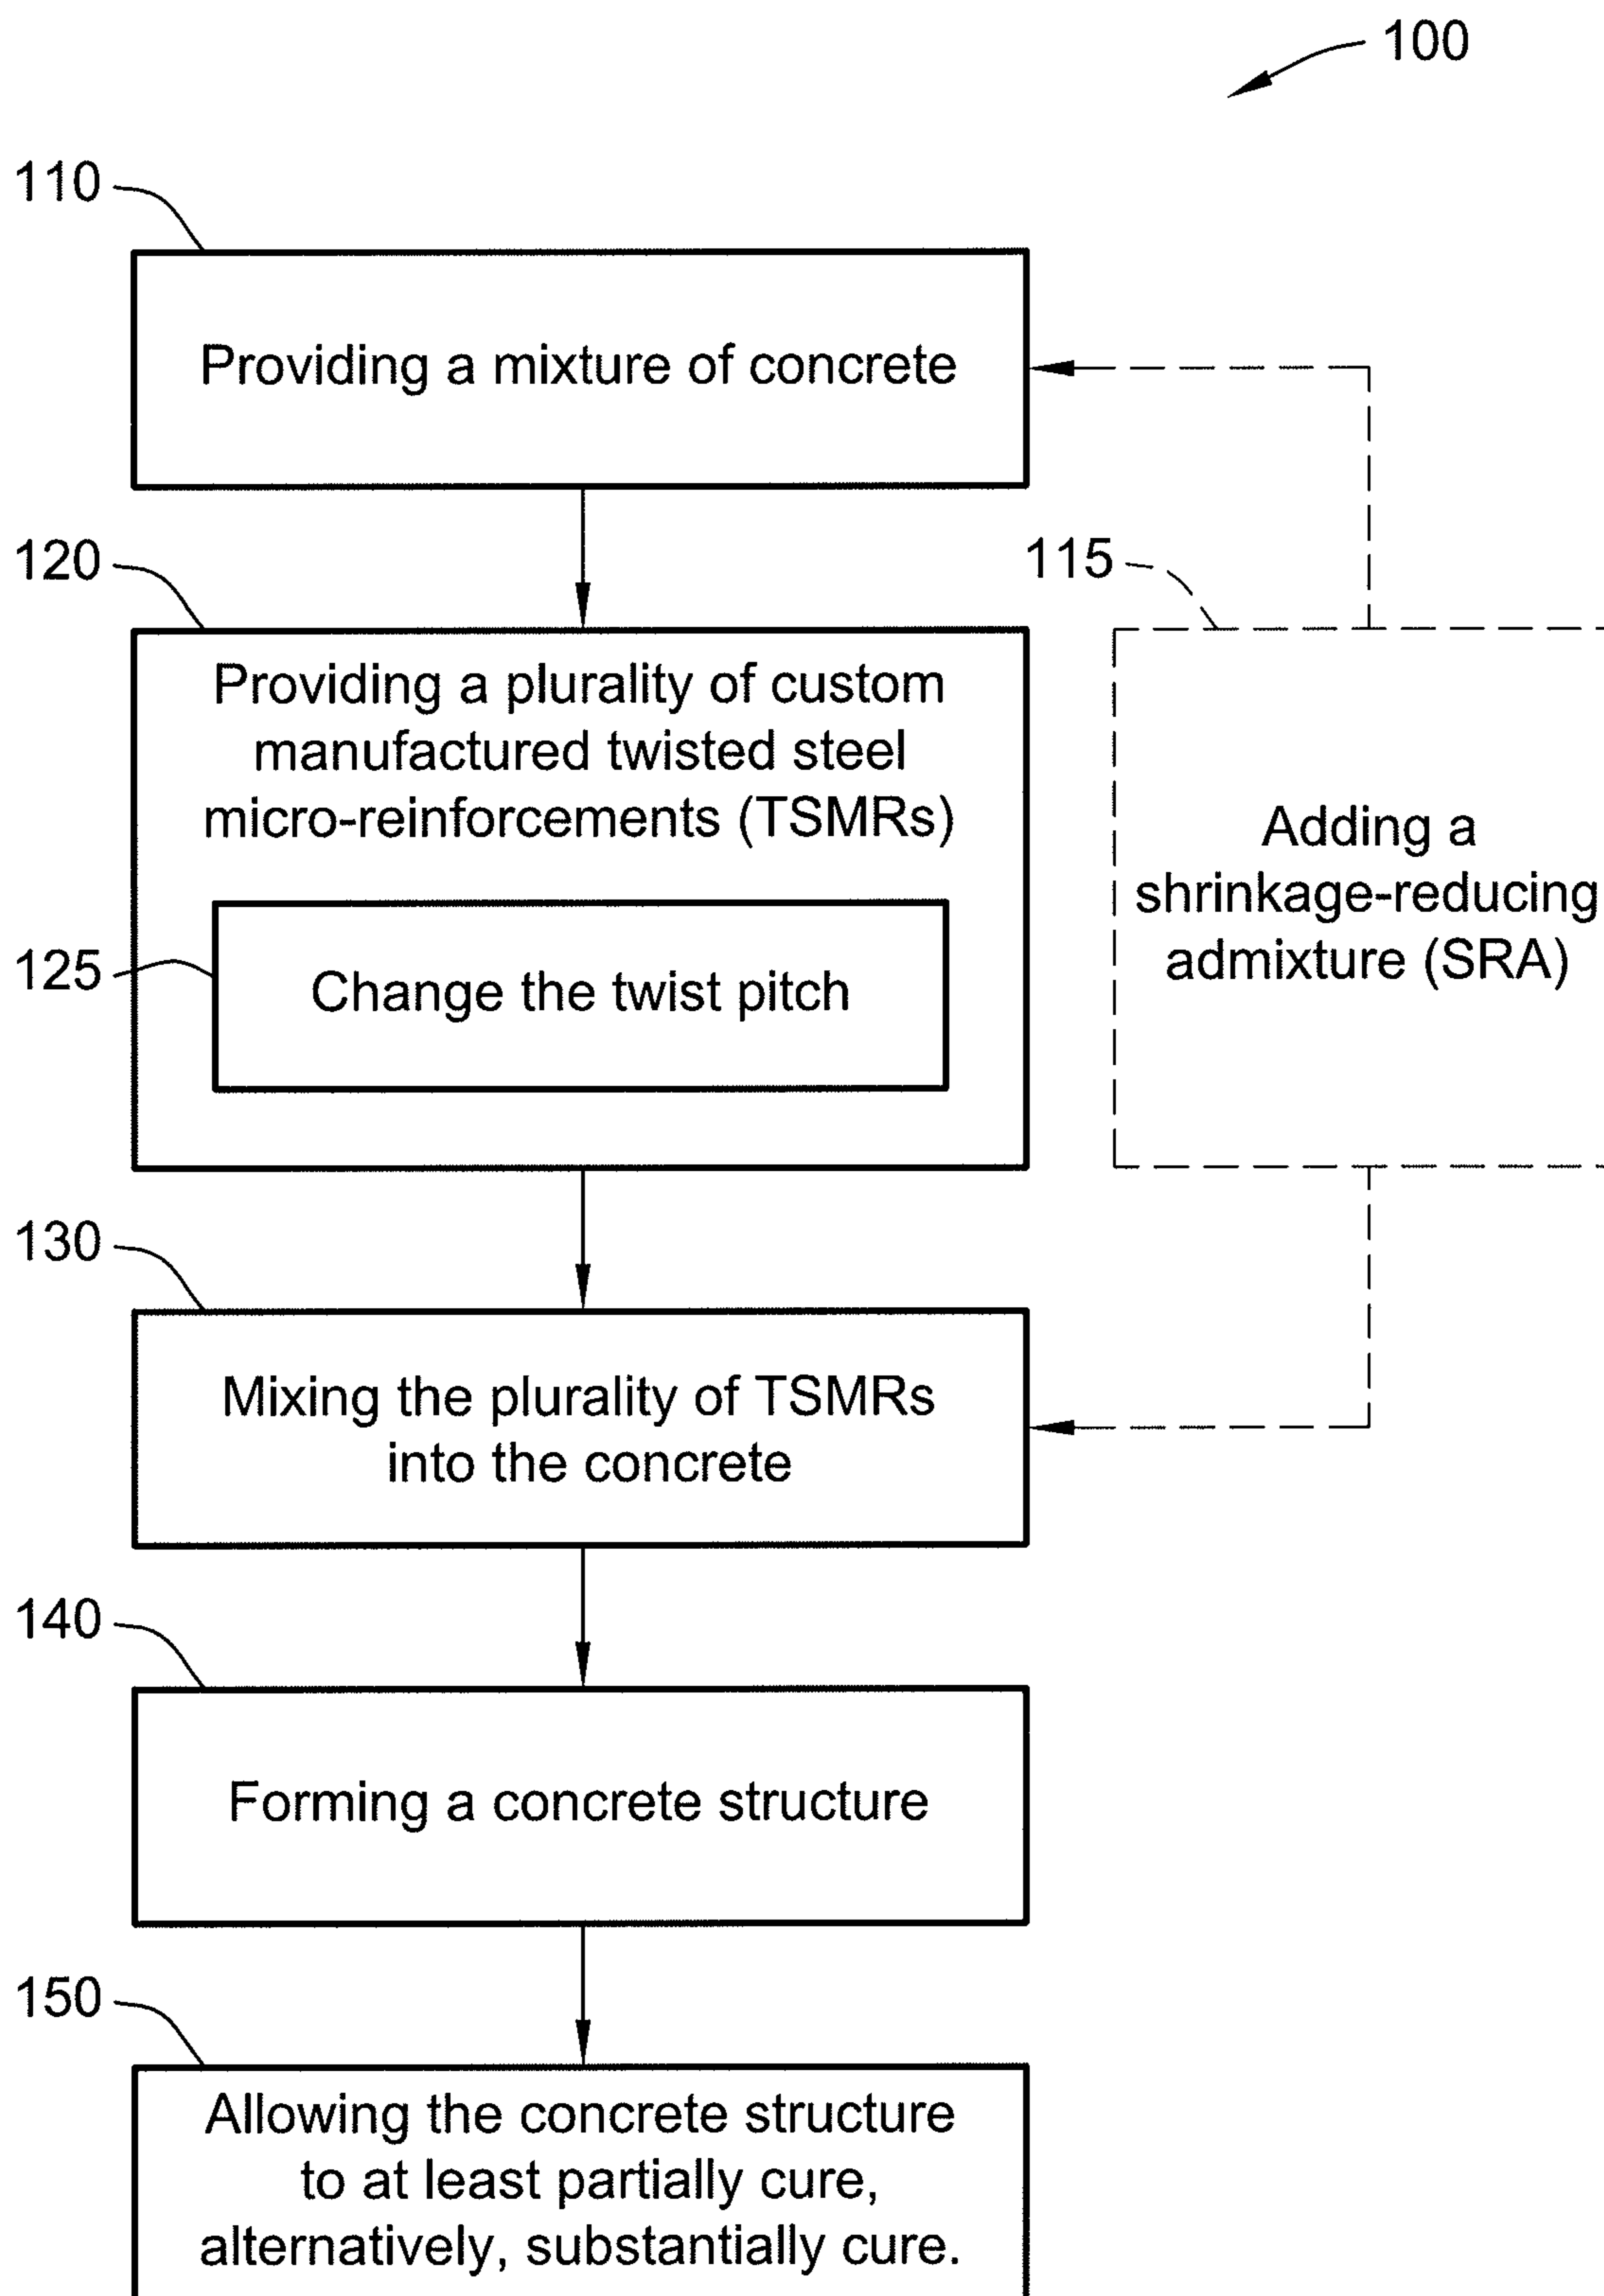 100
110
Providing a mixture of concrete
120
Providing a plurality of custom
manufactured twisted steel
micro-reinforcements (TSMRs)
115
Adding a
shrinkage-reducing
admixture (SRA)
125
Change the twist pitch
130
Mixing the plurality of TSMRs
into the concrete
140
Forming a concrete structure
150
Allowing the concrete structure
to at least partially cure,
alternatively, substantially cure.